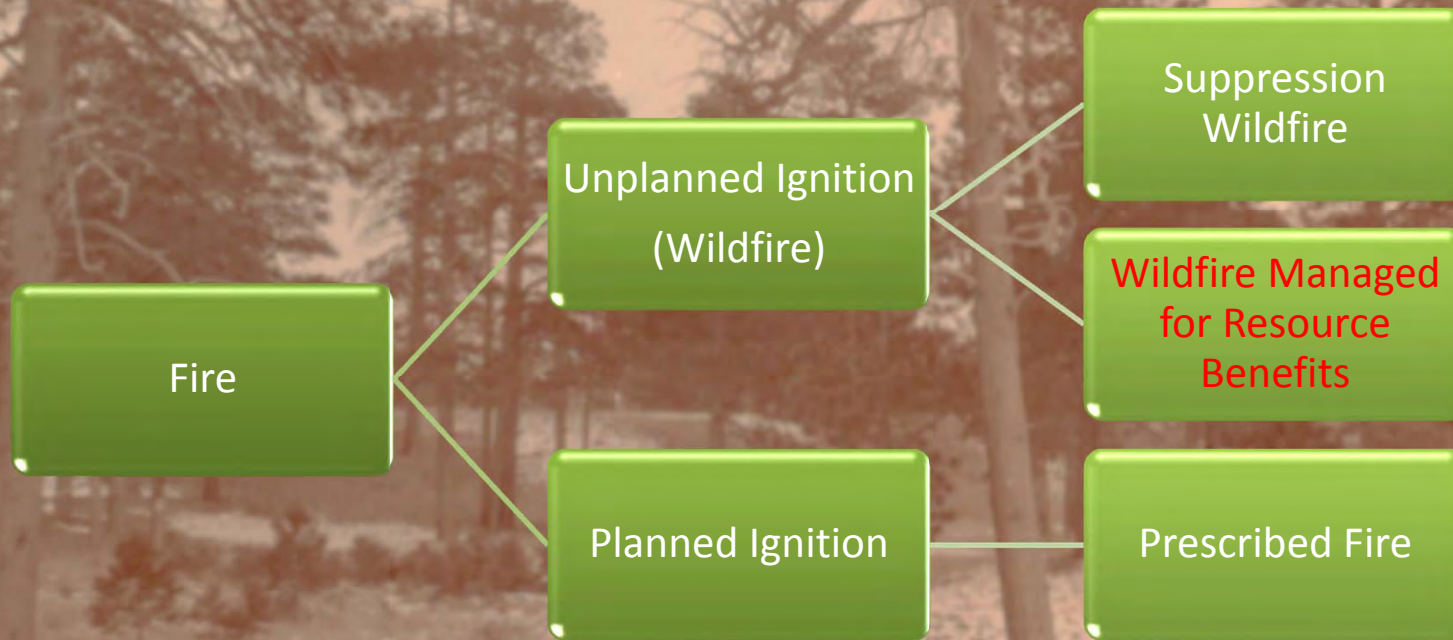 Fire
Unplanned Ignition
(Wildfire)
Planned Ignition
Suppression
Wildfire
Wildfire Managed
for Resource
Benefits
Prescribed Fire